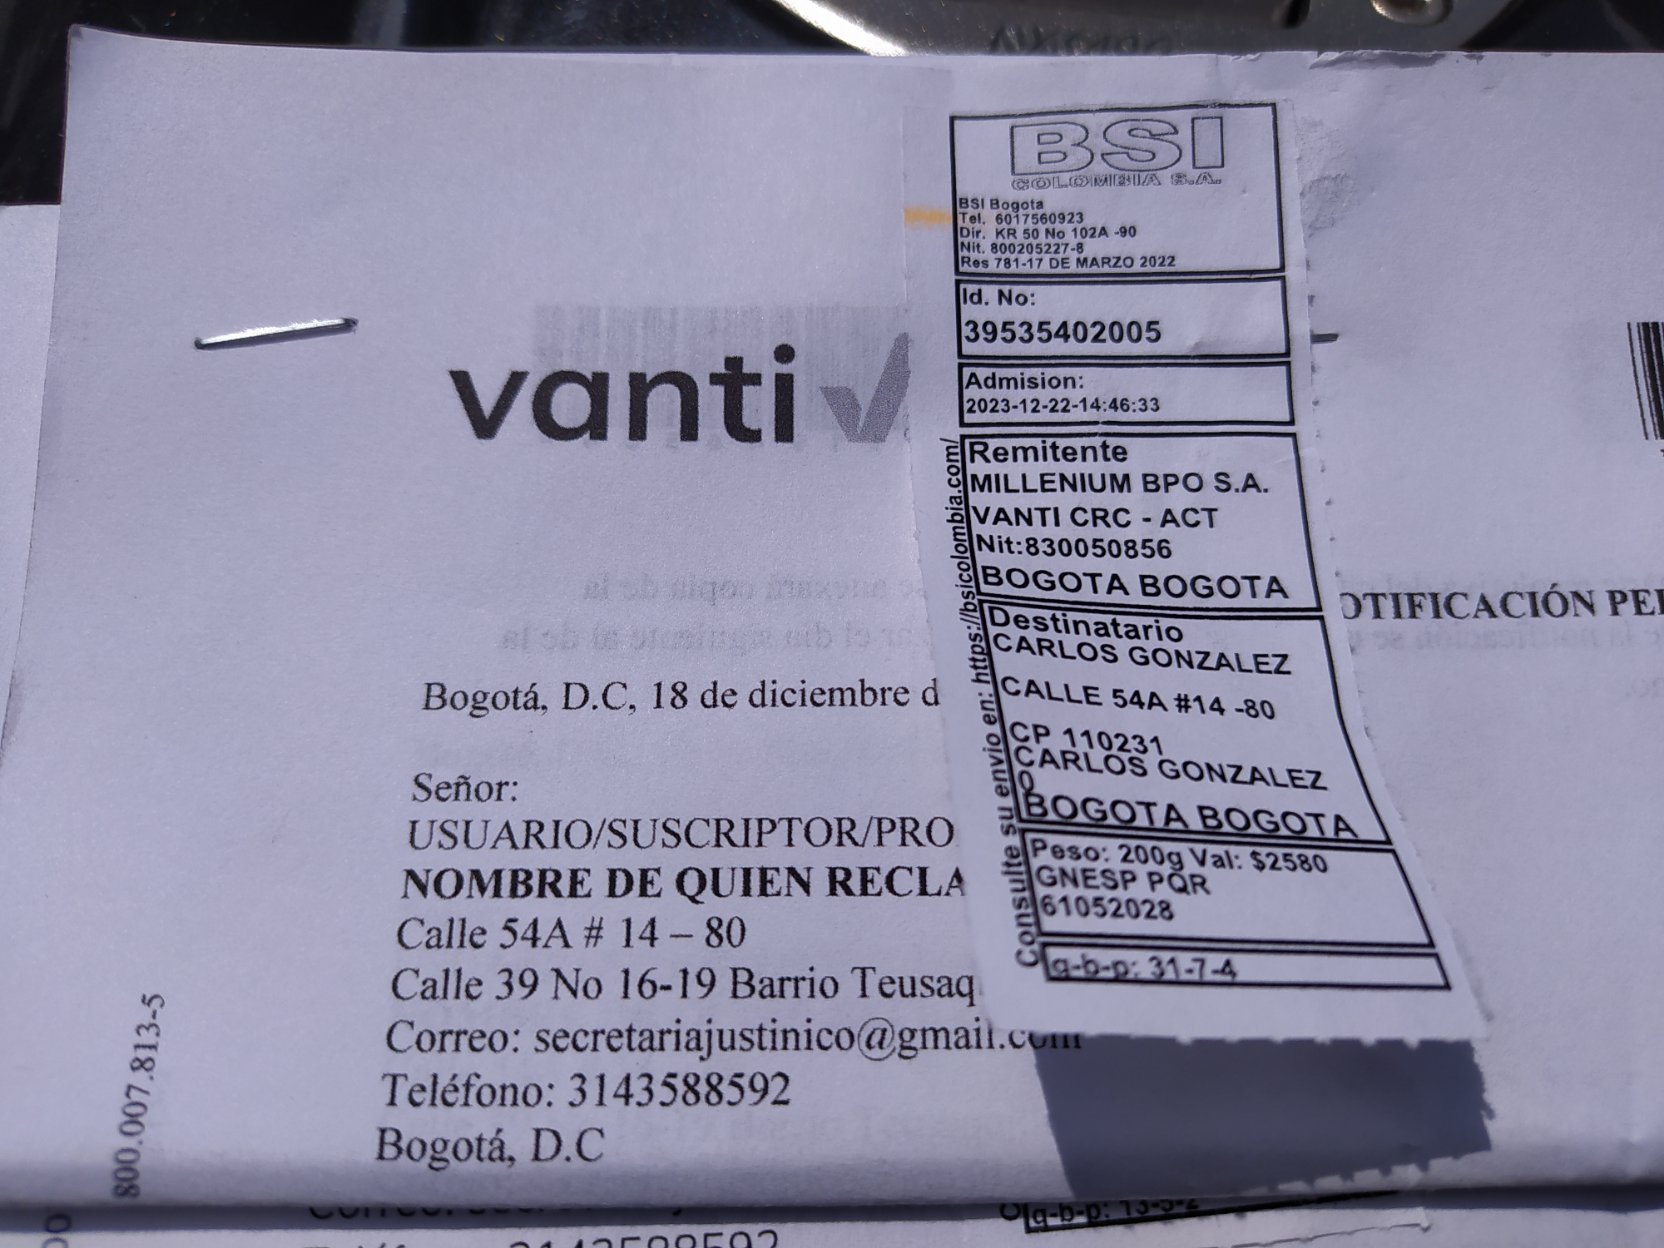 vanti
BSI
COLOMBIA S.A.
BSI Bogota
Tel. 6017560923
Dir. KR 50 No 102A -90
Nit. 800205227-8
Res 781-17 DE MARZO 2022
Id. No:
39535402005
Admision:
2023-12-22-14:46:33
Remitente
MILLENIUM BPO S.A.
VANTI CRC - ACT
Nit:830050856
BOGOTA BOGOTA
Destinatario
CARLOS GONZALEZ
CALLE 54A #14 -80
CP 110231
CARLOS GONZALEZ
0
BOGOTA BOGOTA
Peso: 200g Val: $2580
GNESP PQR
61052028
g-b-p: 31-7-4
Consulte su envio en: https://bsicolombia.com/
OTIFICACIÓN PE
Bogotá, D.C, 18 de diciembre d
Señor:
USUARIO/SUSCRIPTOR/PRO
NOMBRE DE QUIEN RECLA
Calle 54A # 14 – 80
Calle 39 No 16-19 Barrio Teusaq
Correo: secretariajustinico@gmail.com
Teléfono: 3143588592
Bogotá, D.C
800.007.813-5
g-b-p: 13-5-2